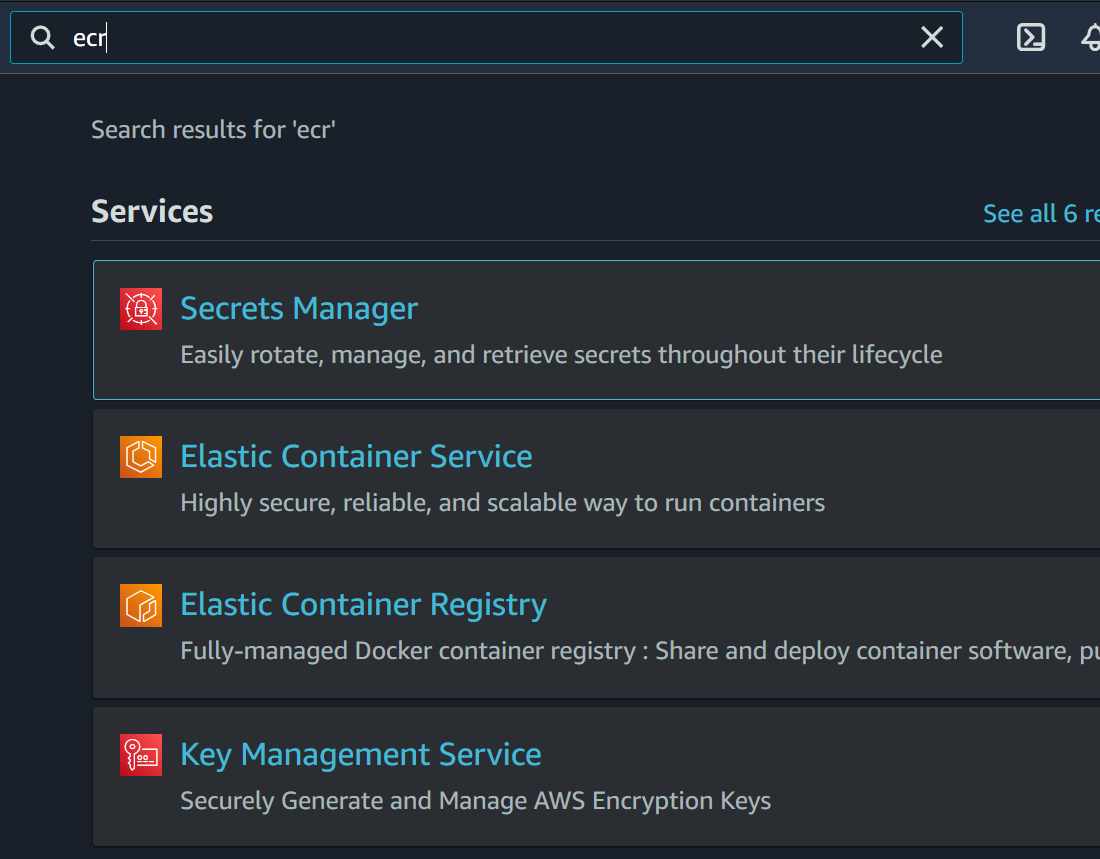 ecr
Search results for 'ecr'
Services
See all 6
Secrets Manager
Easily rotate, manage, and retrieve secrets throughout their lifecycle
Elastic Container Service
Highly secure, reliable, and scalable way to run containers
Elastic Container Registry
Fully-managed Docker container registry : Share and deploy container software,
Key Management Service
Securely Generate and Manage AWS Encryption Keys